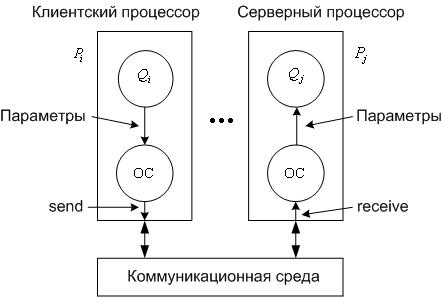 Клиентский процессор Серверный процессор
P_i P_j
Q_i Q_j
Параметры ... Параметры
ОС ОС
send receive
Коммуникационная среда